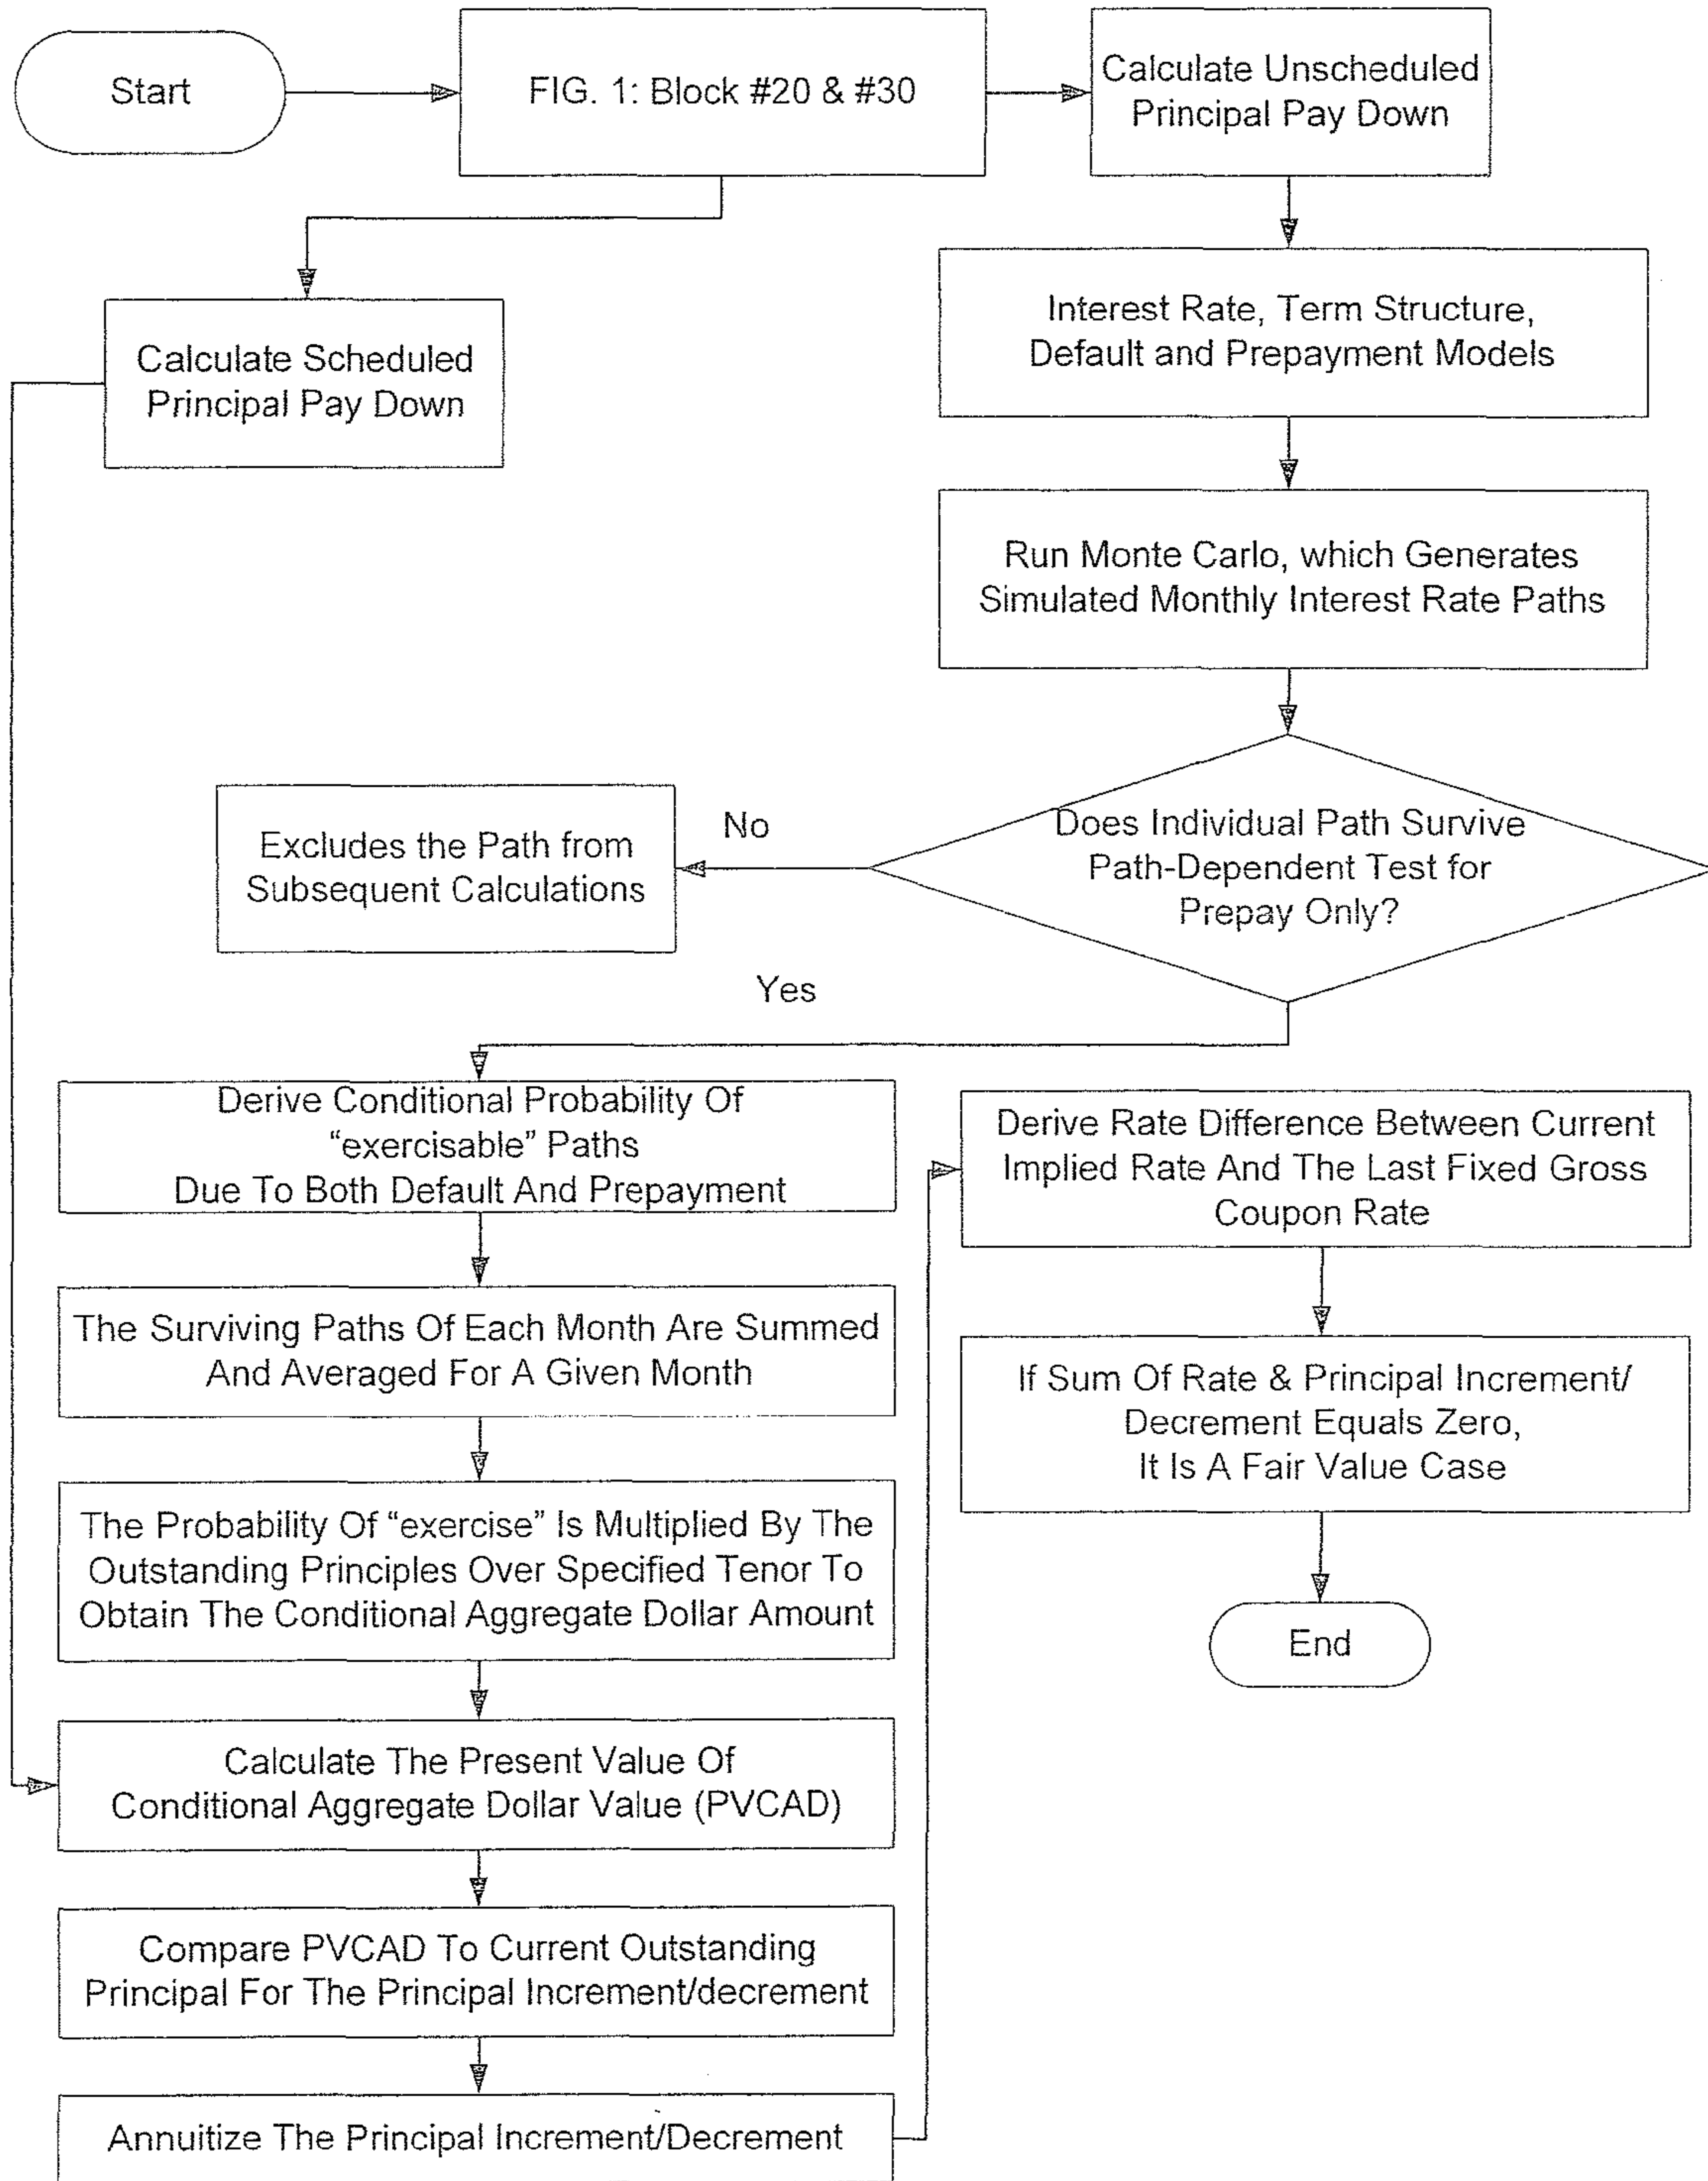 Start
FIG. 1: Block #20 & #30
Calculate Unscheduled
Principal Pay Down
Calculate Scheduled
Principal Pay Down
Interest Rate, Term Structure,
Default and Prepayment Models
Run Monte Carlo, which Generates
Simulated Monthly Interest Rate Paths
Does Individual Path Survive
Path-Dependent Test for
Prepay Only?
No
Excludes the Path from
Subsequent Calculations
Yes
Derive Conditional Probability Of
“exercisable” Paths
Due To Both Default And Prepayment
The Surviving Paths Of Each Month Are Summed
And Averaged For A Given Month
The Probability Of “exercise” Is Multiplied By The
Outstanding Principles Over Specified Tenor To
Obtain The Conditional Aggregate Dollar Amount
Calculate The Present Value Of
Conditional Aggregate Dollar Value (PVCAD)
Compare PVCAD To Current Outstanding
Principal For The Principal Increment/decrement
Annuitize The Principal Increment/Decrement
Derive Rate Difference Between Current
Implied Rate And The Last Fixed Gross
Coupon Rate
If Sum Of Rate & Principal Increment/
Decrement Equals Zero,
It Is A Fair Value Case
End